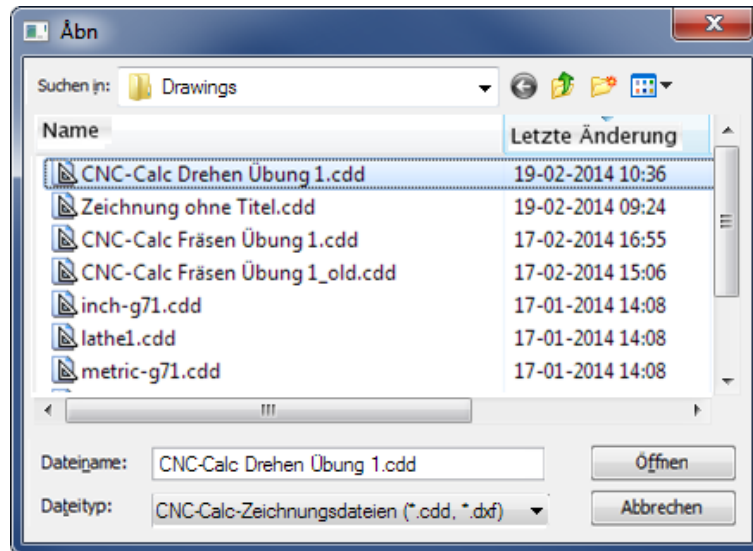 Åbn
Suchen in: Drawings
Name Letzte Änderung
CNC-Calc Drehen Übung 1.cdd 19-02-2014 10:36
Zeichnung ohne Titel.cdd 19-02-2014 09:24
CNC-Calc Fräsen Übung 1.cdd 17-02-2014 16:55
CNC-Calc Fräsen Übung 1_old.cdd 17-02-2014 15:06
inch-g71.cdd 17-01-2014 14:08
lathe1.cdd 17-01-2014 14:08
metric-g71.cdd 17-01-2014 14:08
Dateiname: CNC-Calc Drehen Übung 1.cdd Öffnen
Dateityp: CNC-Calc-Zeichnungsdateien (*.cdd, *.dxf) Abbrechen